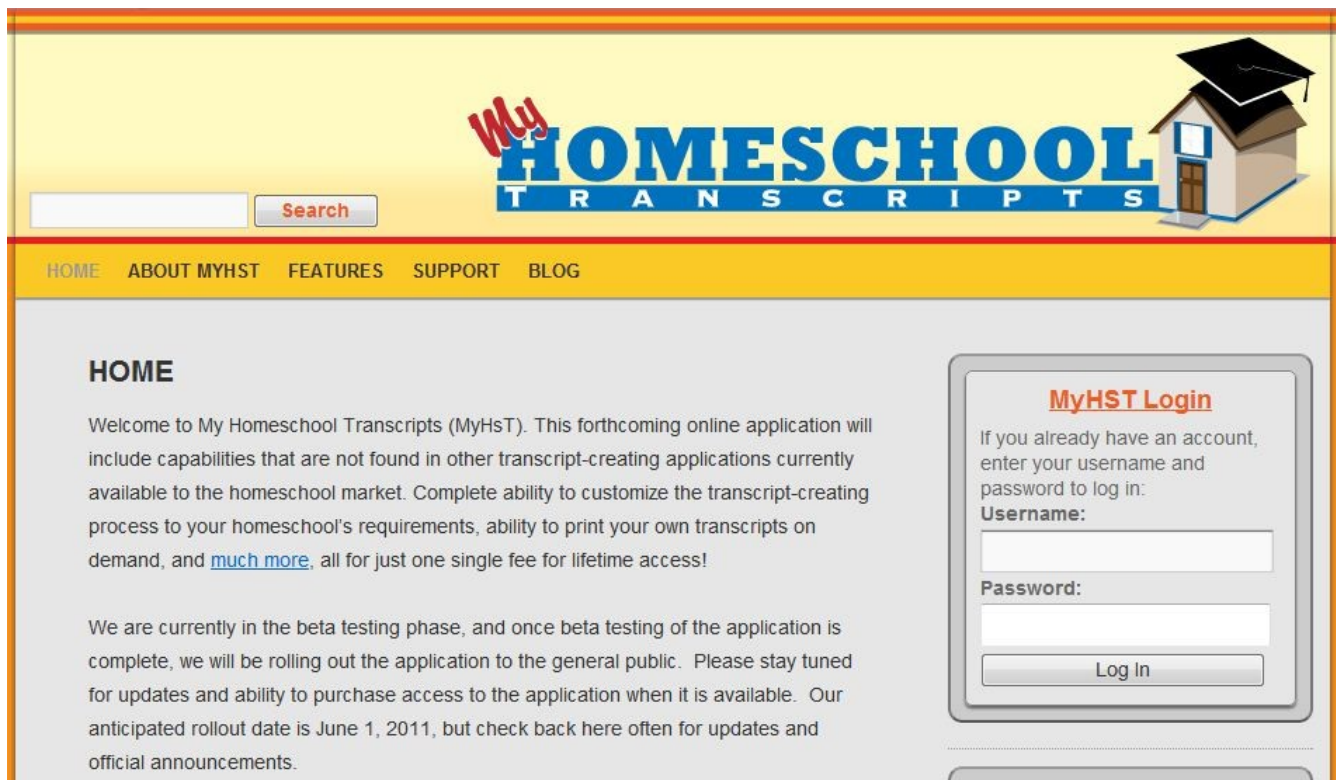 My
HOMESCHOOL
TRANSCRIPTS
Search
HOME ABOUT MYHST FEATURES SUPPORT BLOG
HOME
Welcome to My Homeschool Transcripts (MyHsT). This forthcoming online application will
include capabilities that are not found in other transcript-creating applications currently
available to the homeschool market. Complete ability to customize the transcript-creating
process to your homeschool's requirements, ability to print your own transcripts on
demand, and much more, all for just one single fee for lifetime access!
We are currently in the beta testing phase, and once beta testing of the application is
complete, we will be rolling out the application to the general public.  Please stay tuned
for updates and ability to purchase access to the application when it is available.  Our
anticipated rollout date is June 1, 2011, but check back here often for updates and
official announcements.
MyHST Login
If you already have an account,
enter your username and
password to log in:
Username:
Password:
Log In